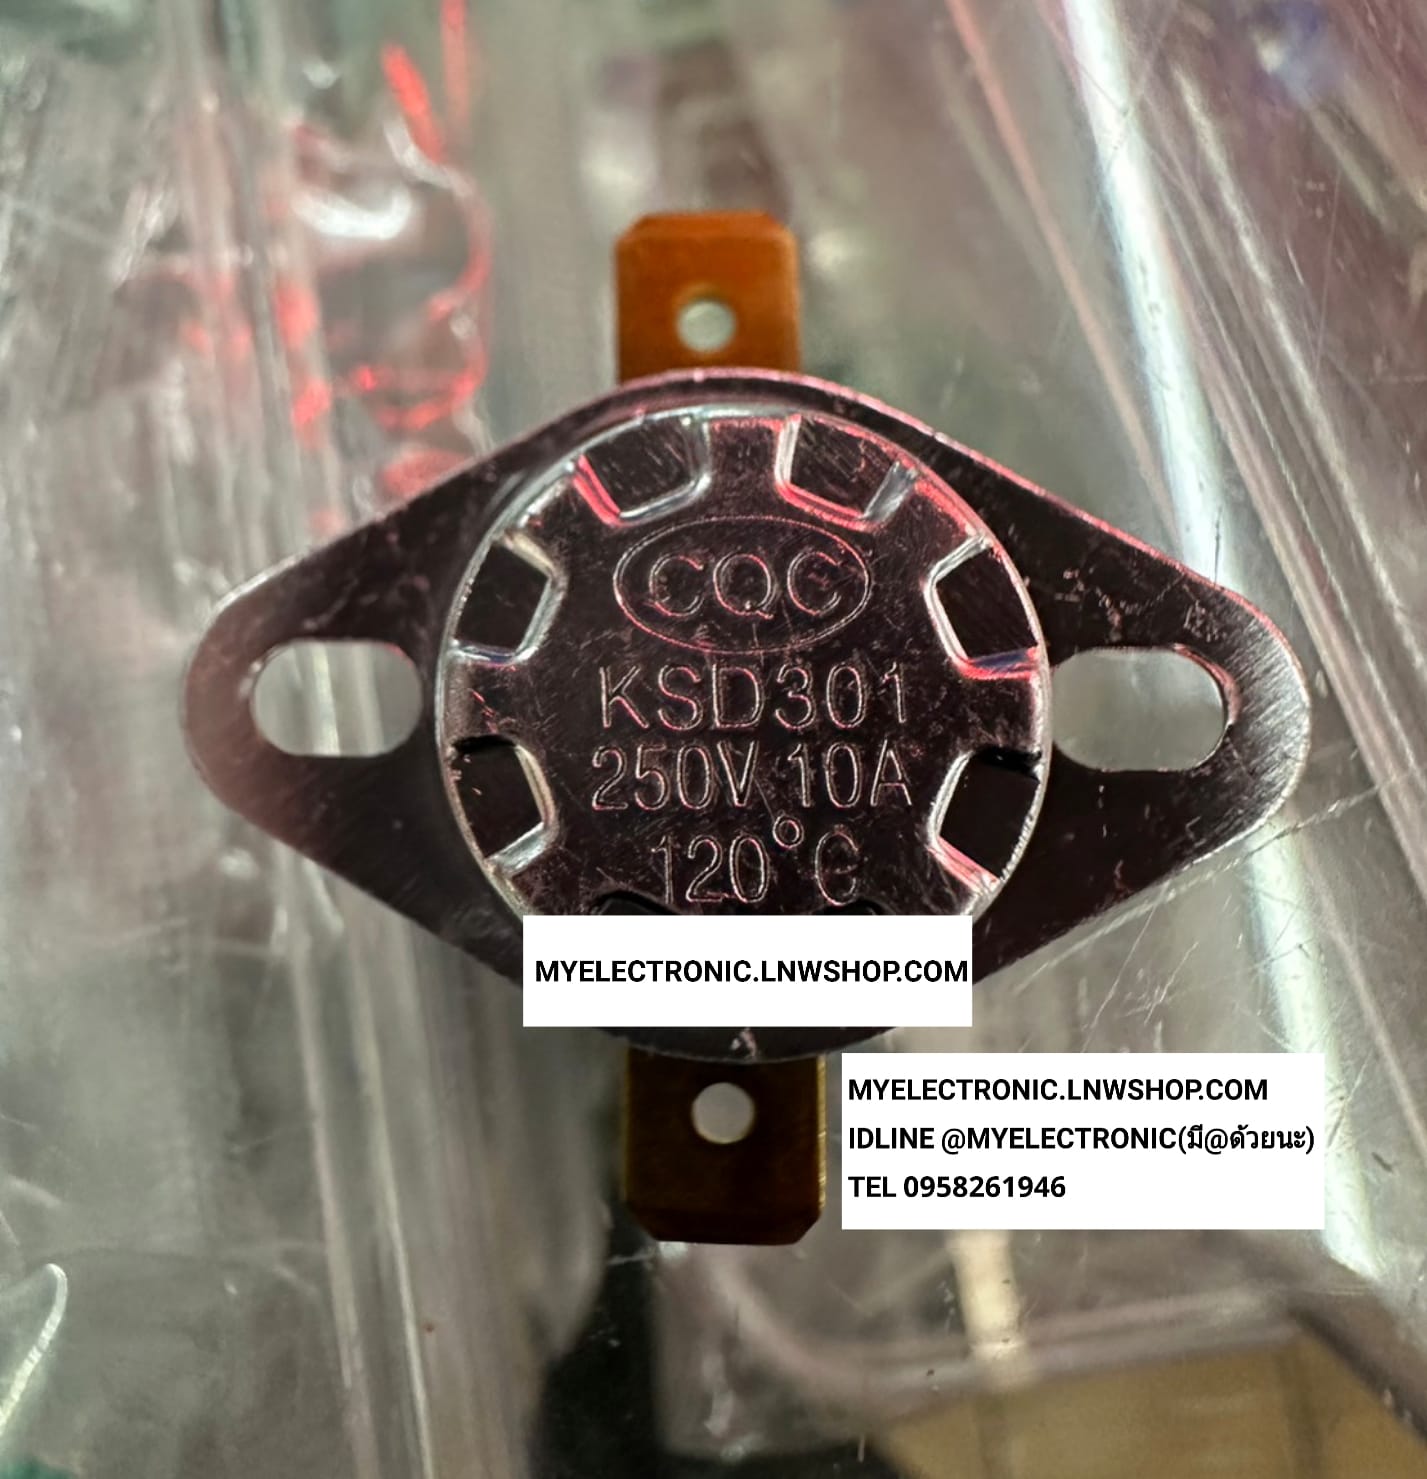 CQC
KSD301
250V 10A
120°C
MYELECTRONIC.LNWSHOP.COM
MYELECTRONIC.LNWSHOP.COM
IDLINE @MYELECTRONIC(มี@ด้วยนะ)
TEL 0958261946